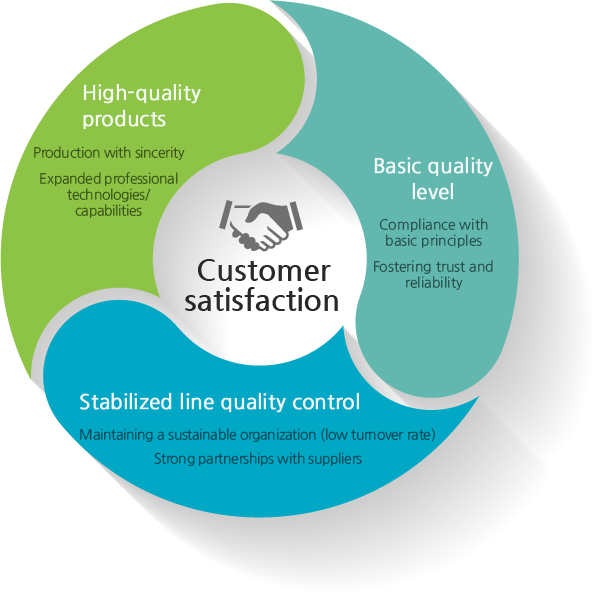 High-quality
products
Production with sincerity
Expanded professional
technologies/
capabilities
Basic quality
level
Compliance with
basic principles
Fostering trust and
reliability
Customer
satisfaction
Stabilized line quality control
Maintaining a sustainable organization (low turnover rate)
Strong partnerships with suppliers